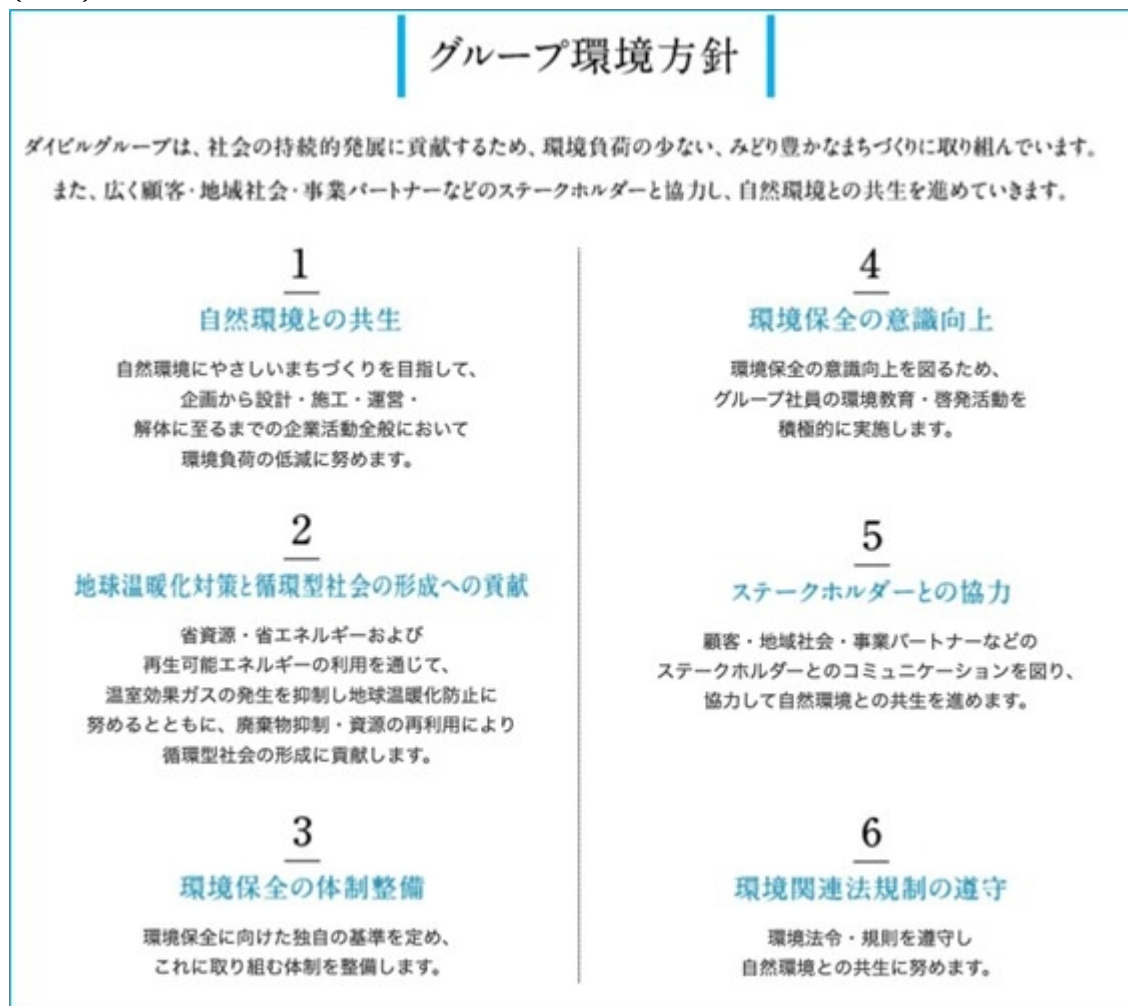 グループ環境方針
ダイビルグループは、社会の持続的発展に貢献するため、環境負荷の少ない、みどり豊かなまちづくりに取り組んでいます。
また、広く顧客・地域社会・事業パートナーなどのステークホルダーと協力し、自然環境との共生を進めていきます。
1
自然環境との共生
自然環境にやさしいまちづくりを目指して、
企画から設計・施工・運営・
解体に至るまでの企業活動全般において
環境負荷の低減に努めます。
2
地球温暖化対策と循環型社会の形成への貢献
省資源・省エネルギーおよび
再生可能エネルギーの利用を通じて、
温室効果ガスの発生を抑制し地球温暖化防止に
努めるとともに、廃棄物抑制・資源の再利用により
循環型社会の形成に貢献します。
3
環境保全の体制整備
環境保全に向けた独自の基準を定め、
これに取り組む体制を整備します。
4
環境保全の意識向上
環境保全の意識向上を図るため、
グループ社員の環境教育・啓発活動を
積極的に実施します。
5
ステークホルダーとの協力
顧客・地域社会・事業パートナーなどの
ステークホルダーとのコミュニケーションを図り、
協力して自然環境との共生を進めます。
6
環境関連法規制の遵守
環境法令・規則を遵守し
自然環境との共生に努めます。